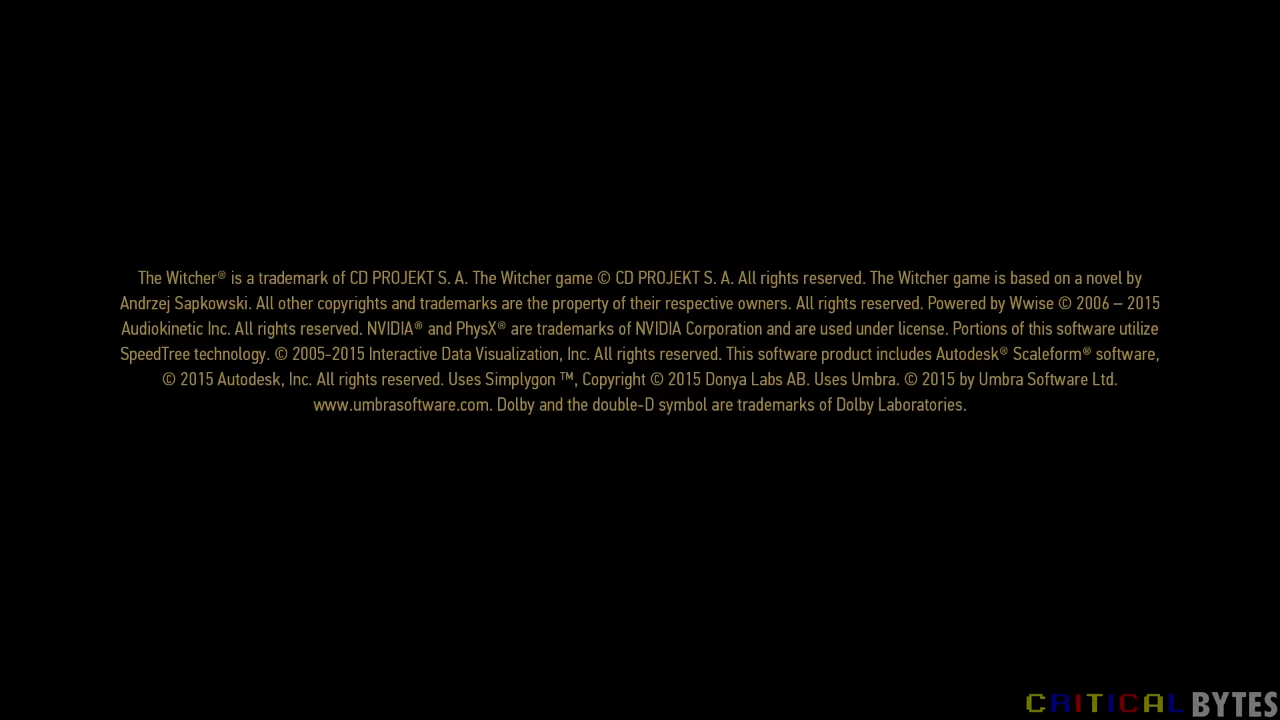 The Witcher® is a trademark of CD PROJEKT S. A. The Witcher game © CD PROJEKT S. A. All rights reserved. The Witcher game is based on a novel by
Andrzej Sapkowski. All other copyrights and trademarks are the property of their respective owners. All rights reserved. Powered by Wwise © 2006 – 2015
Audiokinetic Inc. All rights reserved. NVIDIA® and PhysX® are trademarks of NVIDIA Corporation and are used under license. Portions of this software utilize
SpeedTree technology. © 2005-2015 Interactive Data Visualization, Inc. All rights reserved. This software product includes Autodesk® Scaleform® software,
© 2015 Autodesk, Inc. All rights reserved. Uses Simplygon ™, Copyright © 2015 Donya Labs AB. Uses Umbra. © 2015 by Umbra Software Ltd.
www.umbrasoftware.com. Dolby and the double-D symbol are trademarks of Dolby Laboratories.
CRITICAL BYTES